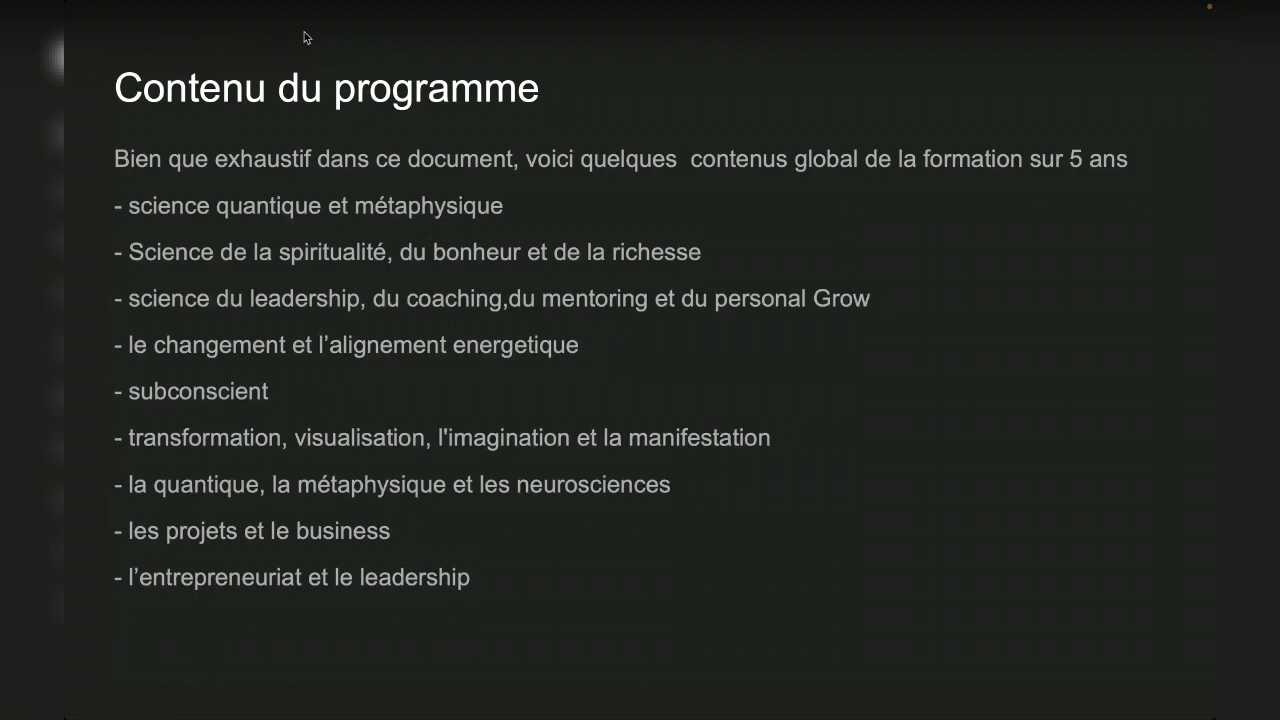 Contenu du programme
Bien que exhaustif dans ce document, voici quelques  contenus global de la formation sur 5 ans
- science quantique et métaphysique
- Science de la spiritualité, du bonheur et de la richesse
- science du leadership, du coaching,du mentoring et du personal Grow
- le changement et l’alignement energetique
- subconscient
- transformation, visualisation, l'imagination et la manifestation
- la quantique, la métaphysique et les neurosciences
- les projets et le business
- l’entrepreneuriat et le leadership